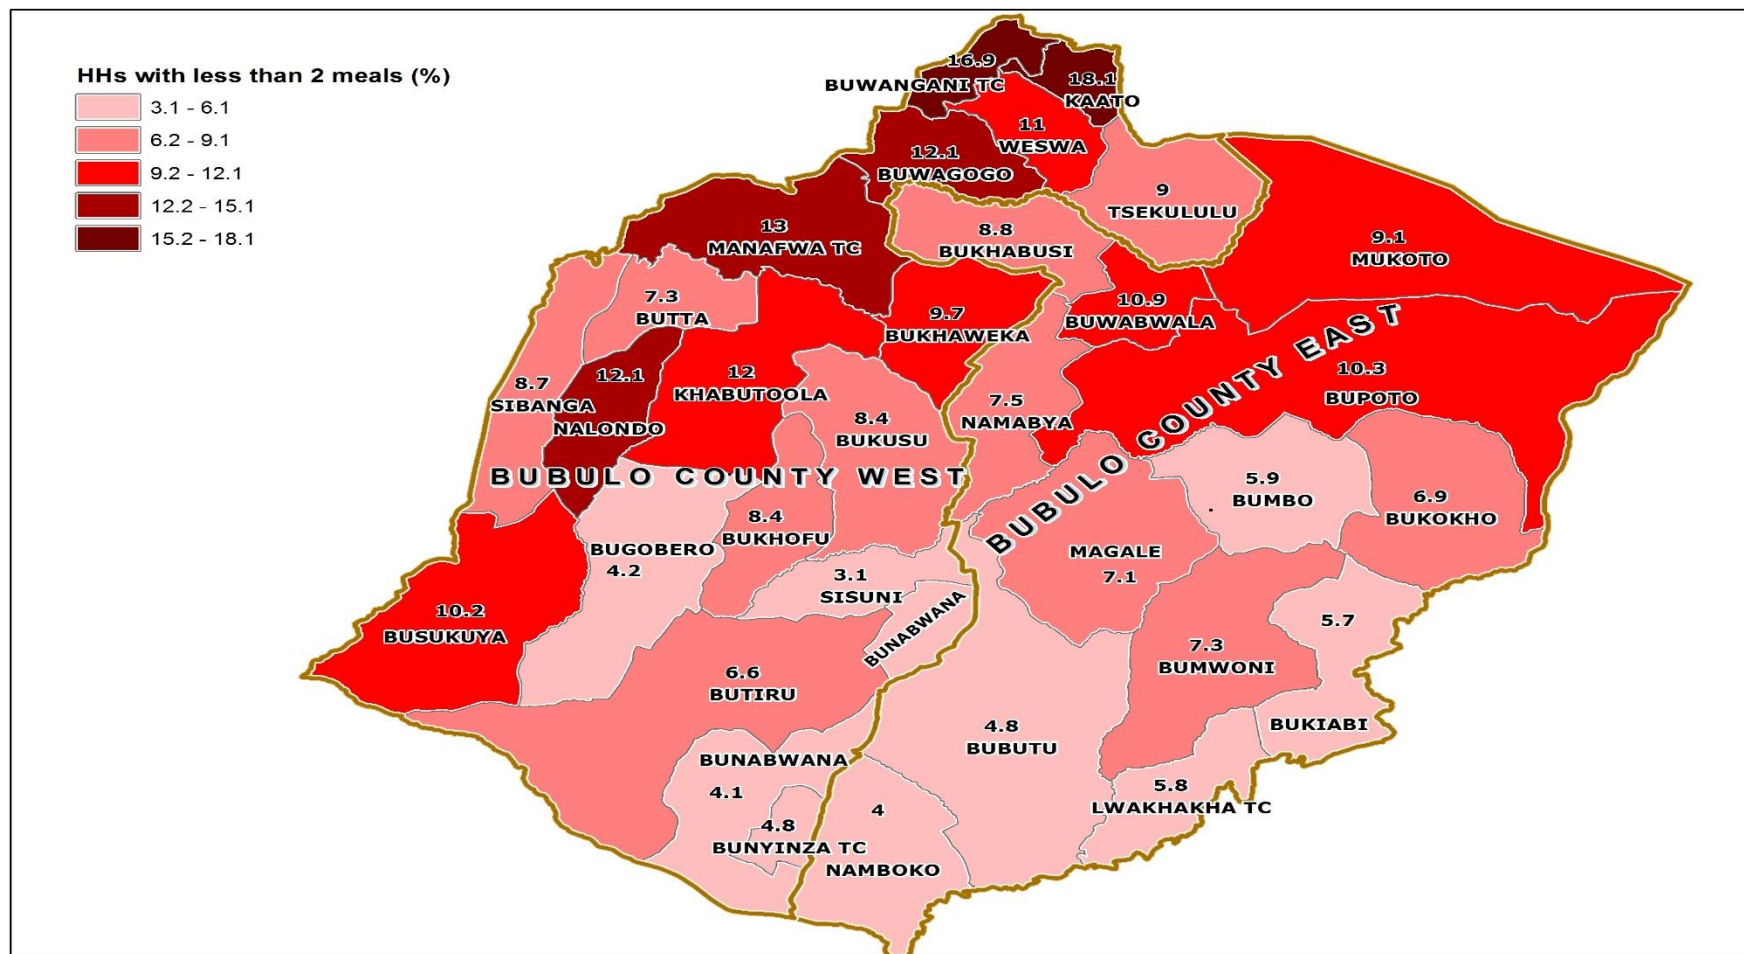 HHs with less than 2 meals (%)
3.1 - 6.1
6.2 - 9.1
9.2 - 12.1
12.2 - 15.1
15.2 - 18.1
16.9
BUWANGANI TC
18.1
KAATO
11
WESWA
12.1
BUWAGOGO
9
TSEKULULU
13
MANAFWA TC
8.8
BUKHABUSI
9.1
MUKOTO
7.3
BUTTA
9.7
BUKHAWEKA
10.9
BUWABWALA
8.7
SIBANGA
12.1
NALONDO
12
KHABUTOOLA
8.4
BUKUSU
7.5
NAMABYA
10.3
BUPOTO
BUBULO COUNTY WEST
BUBULO COUNTY EAST
5.9
BUMBO
6.9
BUKOKHO
8.4
BUKHOFU
BUGOBERO
4.2
MAGALE
7.1
3.1
SISUNI
BUNABWANA
10.2
BUSUKUYA
5.7
BUKIABI
7.3
BUMWONI
6.6
BUTIRU
4.8
BUBUTU
BUNABWANA
4.1
4.8
BUNYINZA TC
4
NAMBOKO
5.8
LWAKHAKHA TC